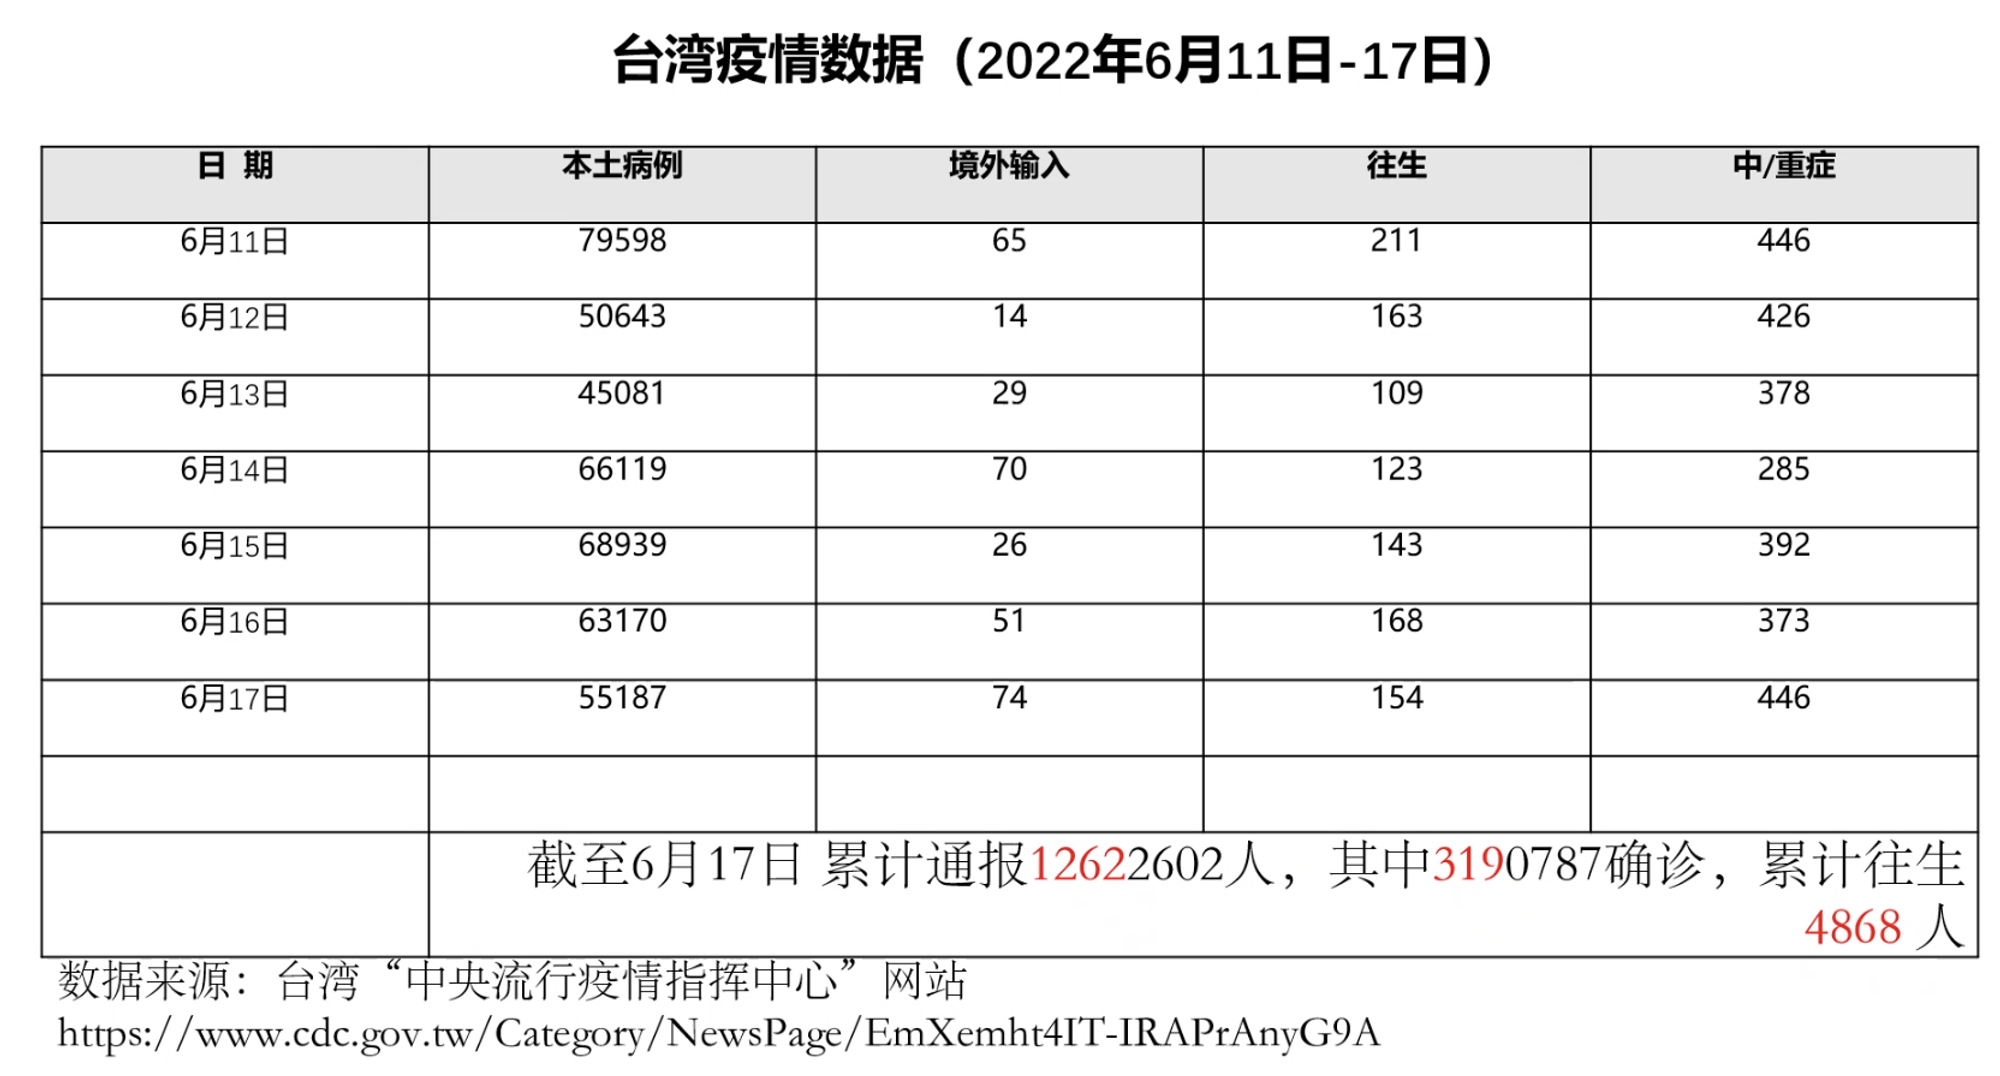 台湾疫情数据（2022年6月11日-17日）
日 期 本土病例 境外输入 往生 中/重症
6月11日 79598 65 211 446
6月12日 50643 14 163 426
6月13日 45081 29 109 378
6月14日 66119 70 123 285
6月15日 68939 26 143 392
6月16日 63170 51 168 373
6月17日 55187 74 154 446
截至6月17日 累计通报12622602人，其中3190787确诊，累计往生
4868 人
数据来源：台湾“中央流行疫情指挥中心”网站
https://www.cdc.gov.tw/Category/NewsPage/EmXemht4IT-IRAPrAnyG9A